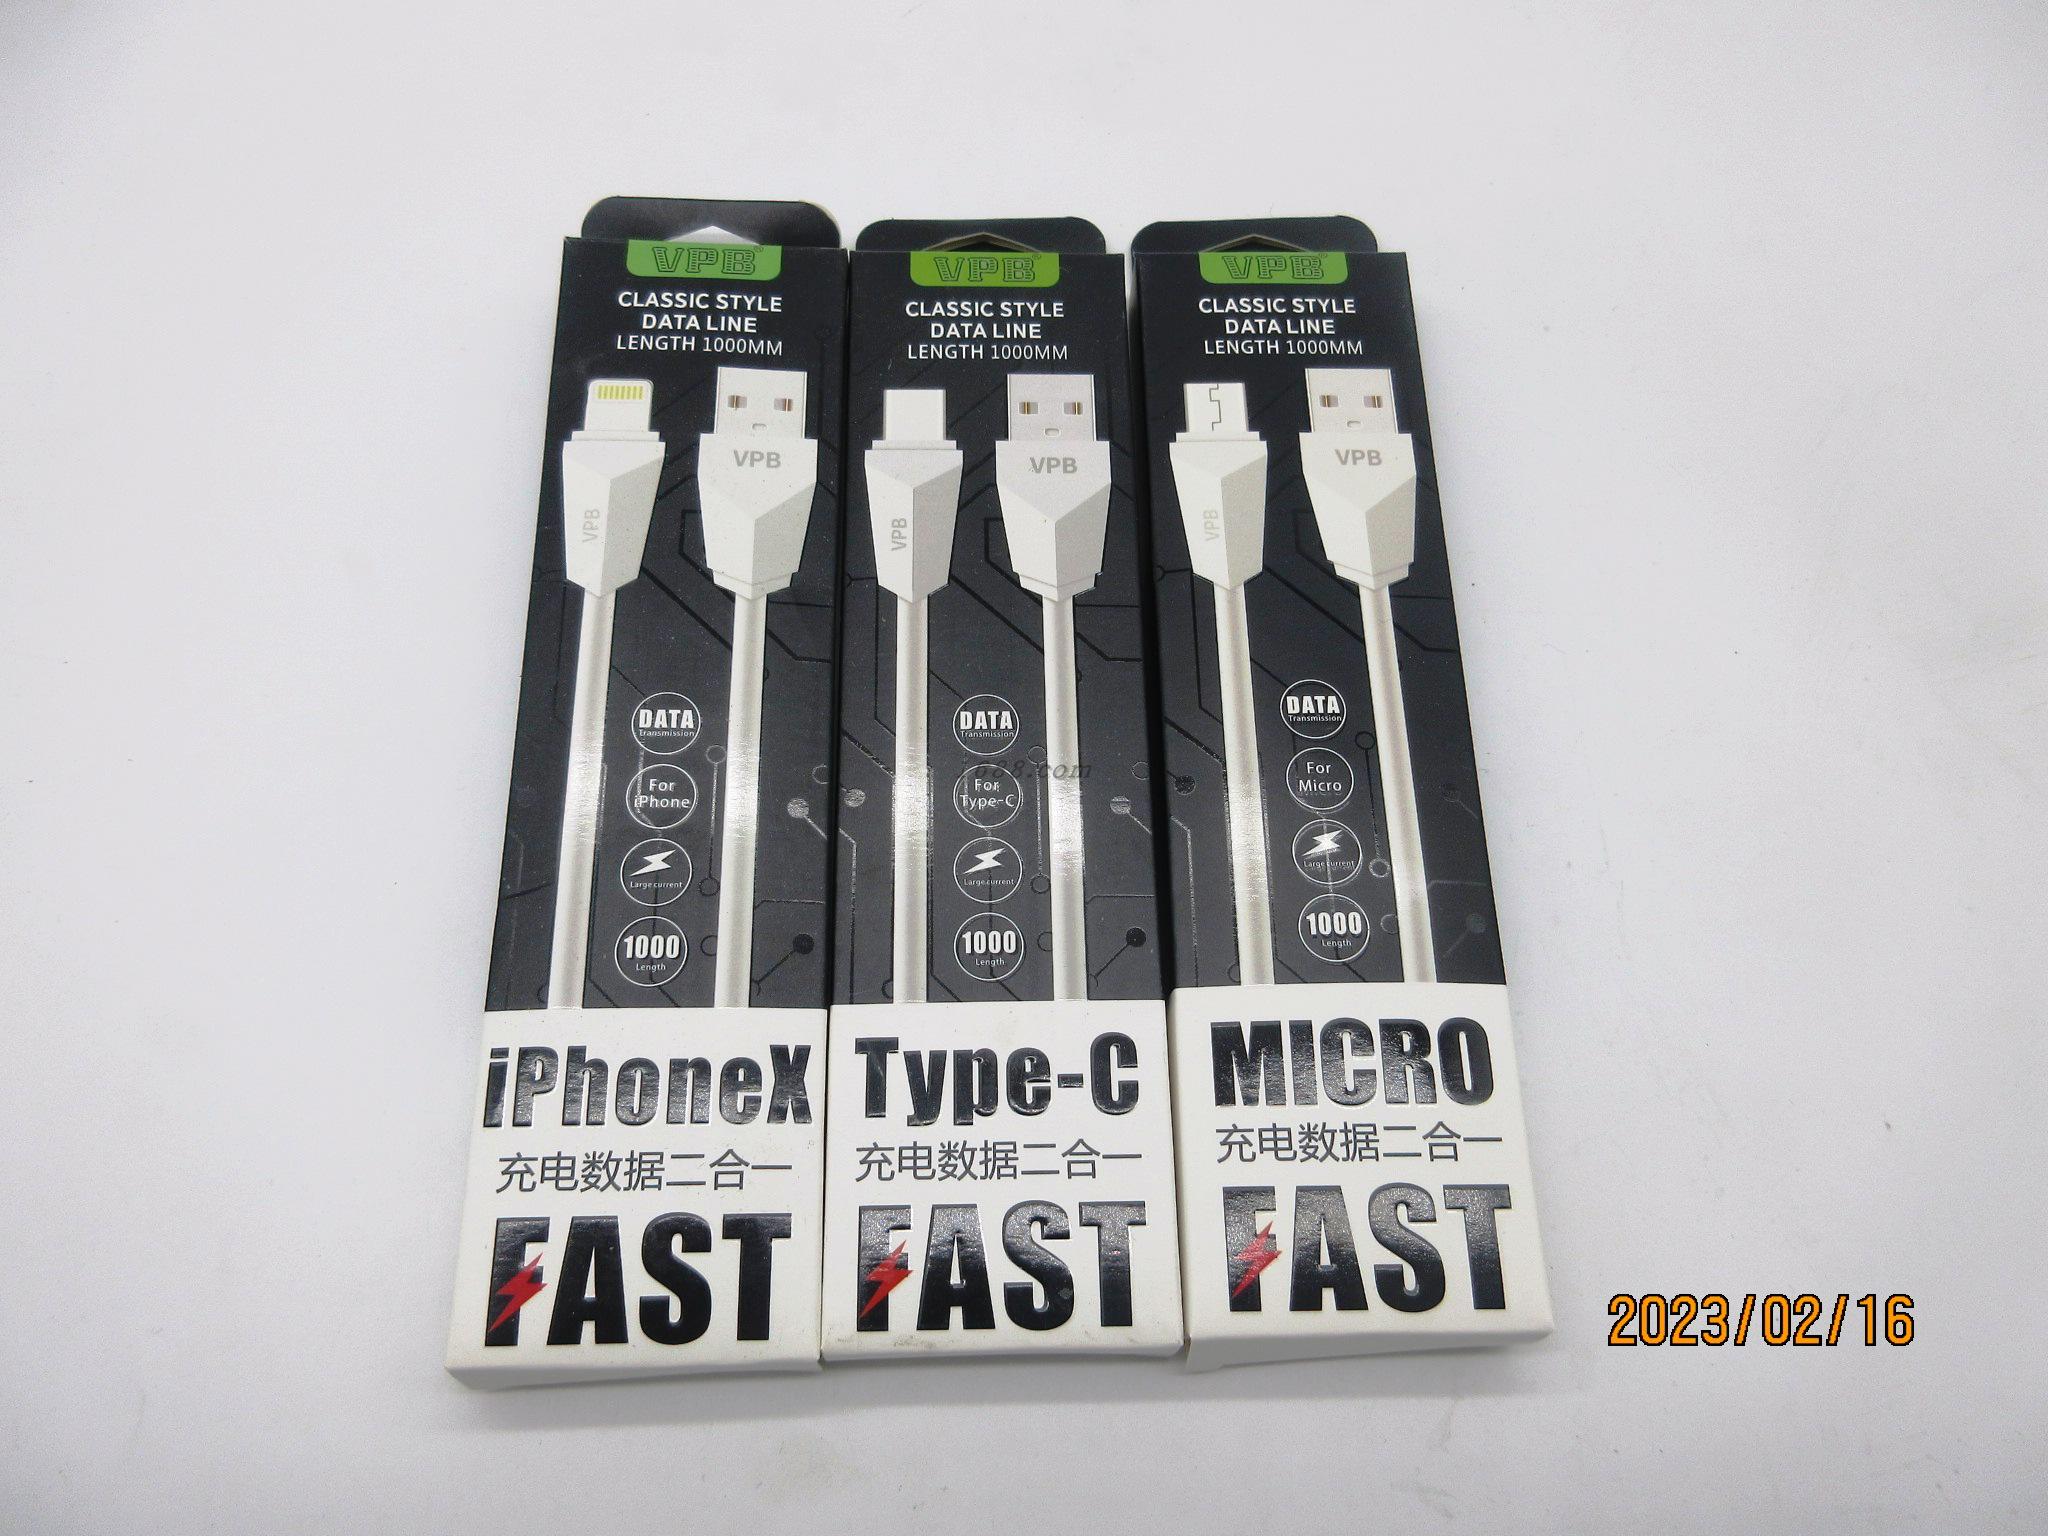 VPB®
CLASSIC STYLE
DATA LINE
LENGTH 1000MM
VPB
VPB
DATA
Transmission
For
iPhone
Large current
1000
Length
iPhoneX
充电数据二合一
FAST
VPB®
CLASSIC STYLE
DATA LINE
LENGTH 1000MM
VPB
VPB
DATA
Transmission
For
Type-C
Large current
1000
Length
Type-C
充电数据二合一
FAST
VPB®
CLASSIC STYLE
DATA LINE
LENGTH 1000MM
VPB
VPB
DATA
Transmission
For
Micro
Large current
1000
Length
MICRO
充电数据二合一
FAST
2023/02/16